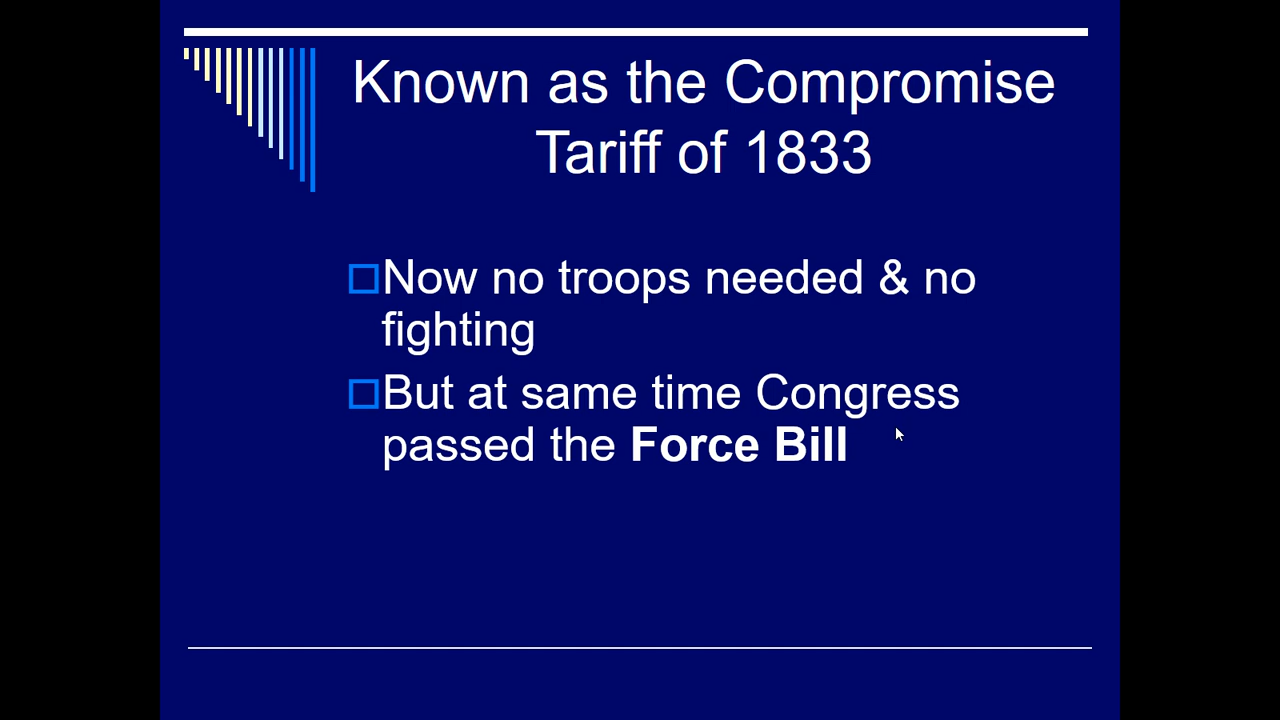 Known as the Compromise
Tariff of 1833
Now no troops needed & no
fighting
But at same time Congress
passed the Force Bill